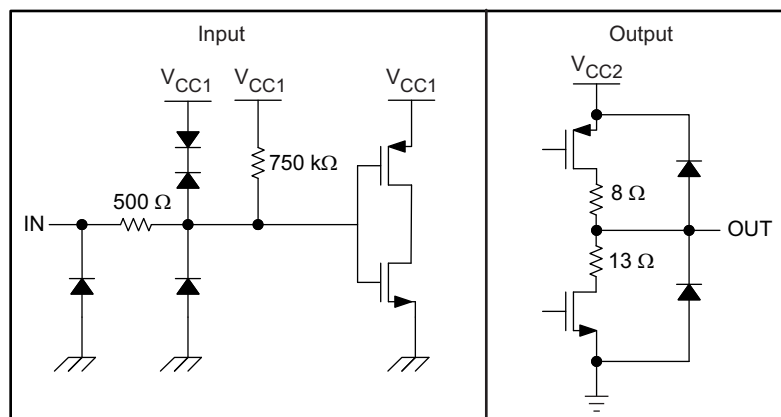 Input
V_CC1
V_CC1
V_CC1
750 kΩ
500 Ω
IN
Output
V_CC2
8 Ω
OUT
13 Ω